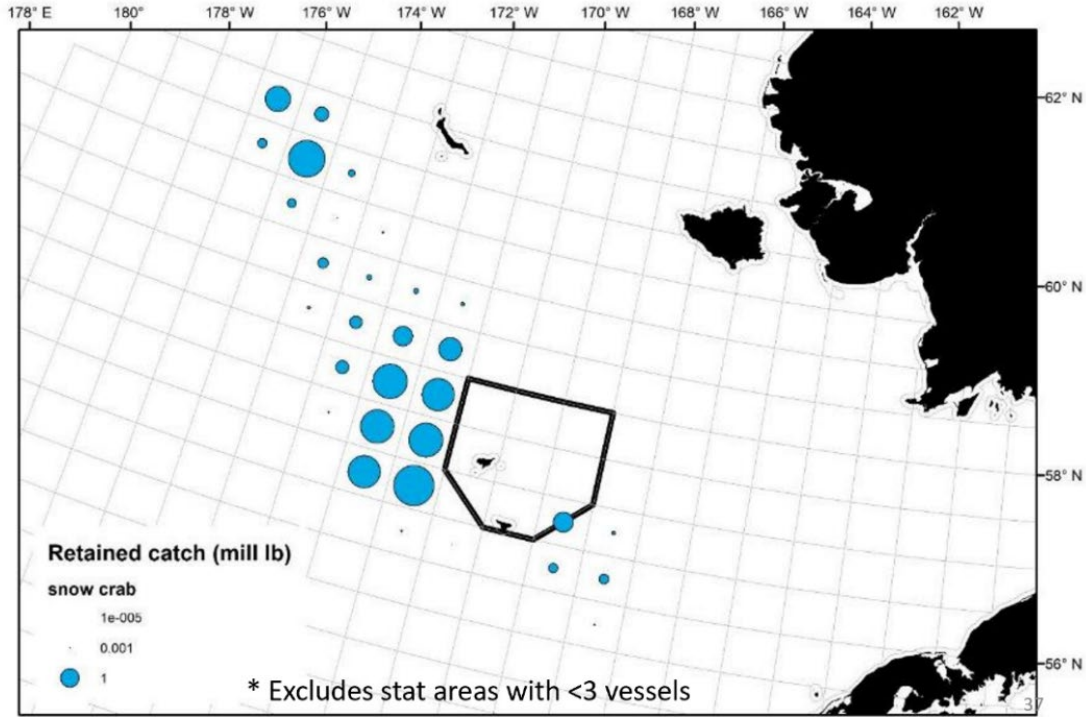 178° E 180° 176° W 176° W 174° W 172° W 170° W 168° W 166° W 164° W 162° W
62° N
60° N
58° N
56° N
Retained catch (mill lb)
snow crab
1e-005
0.001
1
* Excludes stat areas with <3 vessels
37